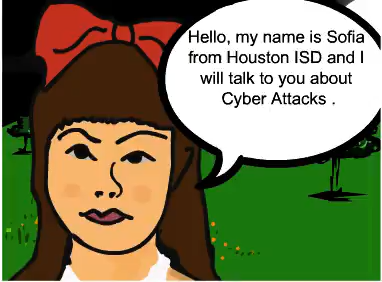 Hello, my name is Sofia
from Houston ISD and I
will talk to you about
Cyber Attacks .